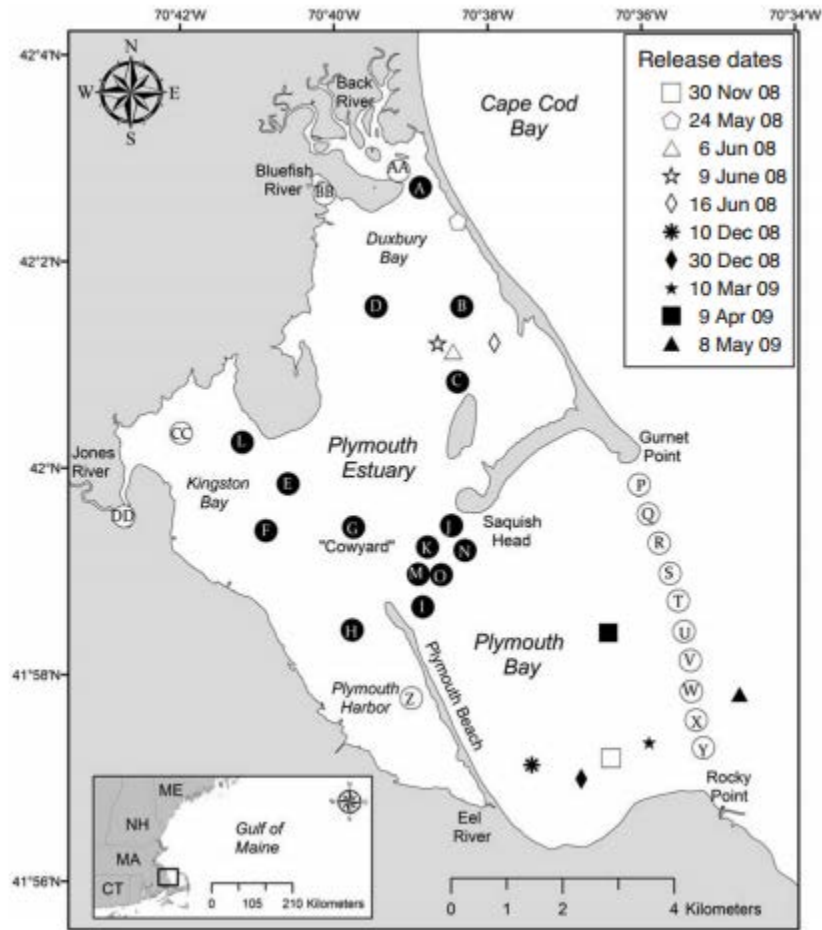 70°42'W
70°40'W
70°38'W
70°36'W
70°34'W
42°4'N
42°2'N
42°N
41°58'N
41°56'N
N
W
E
S
Back
River
Cape Cod
Bay
Release dates
30 Nov 08
24 May 08
6 Jun 08
9 June 08
16 Jun 08
10 Dec 08
30 Dec 08
10 Mar 09
9 Apr 09
8 May 09
AA
Bluefish
River
BB
A
Duxbury
Bay
D
B
C
CC
L
Plymouth
Estuary
Gurnet
Point
Jones
River
Kingston
Bay
E
P
DD
F
G
"Cowyard"
J
Saquish
Head
K
N
M
O
I
H
Q
R
S
T
U
V
W
X
Y
Plymouth
Bay
Plymouth Beach
Plymouth
Harbor
Z
Rocky
Point
Eel
River
ME
NH
MA
CT
Gulf of
Maine
0 105 210 Kilometers
0 2 4 Kilometers